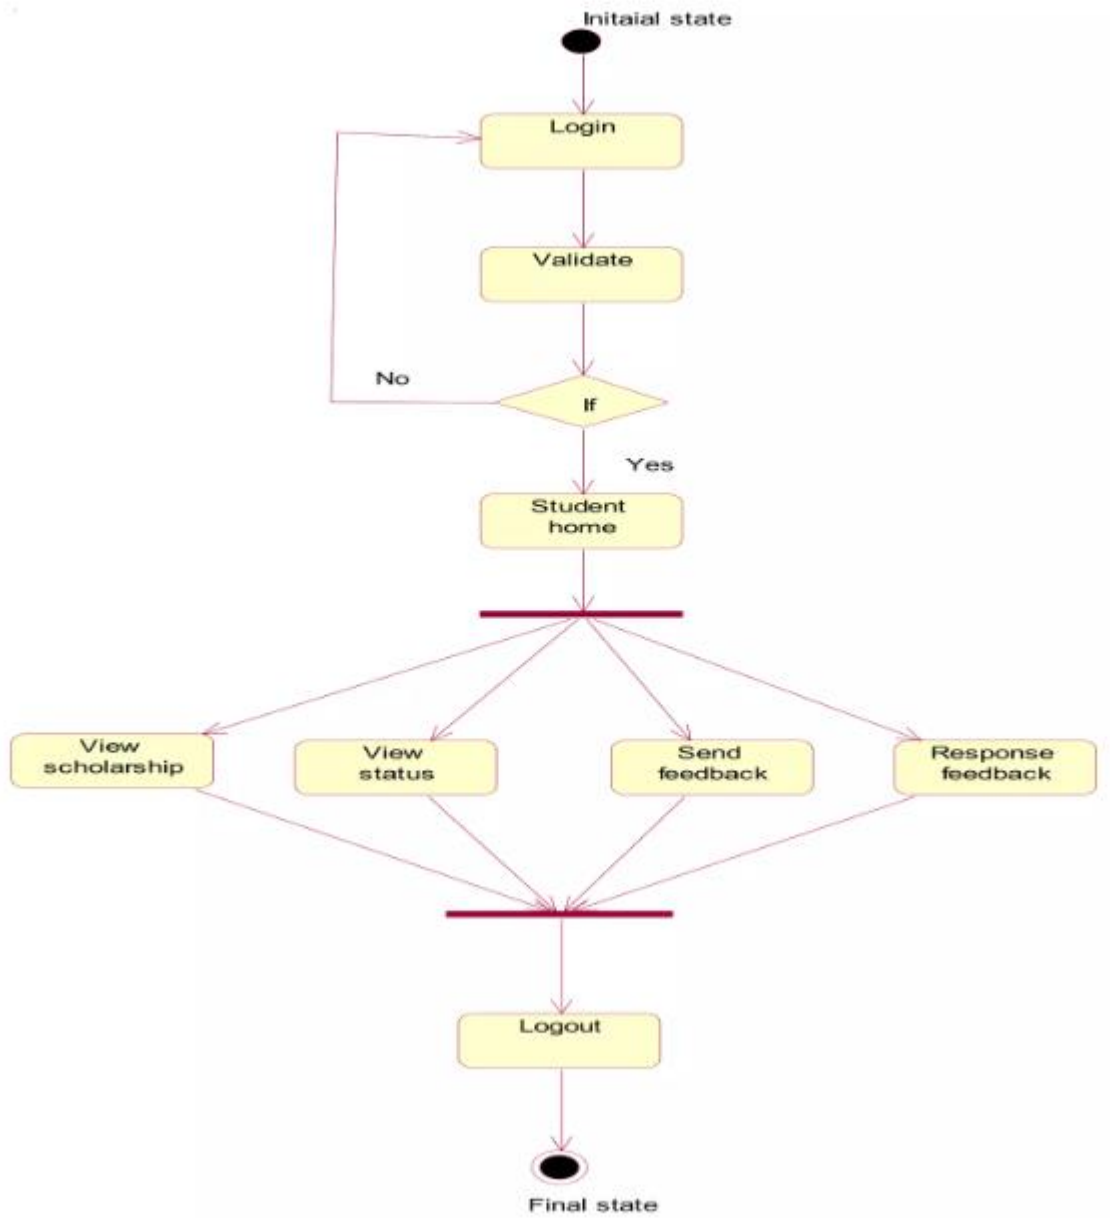 Initaial state
Login
Validate
No
If
Yes
Student
home
View
scholarship
View
status
Send
feedback
Response
feedback
Logout
Final state